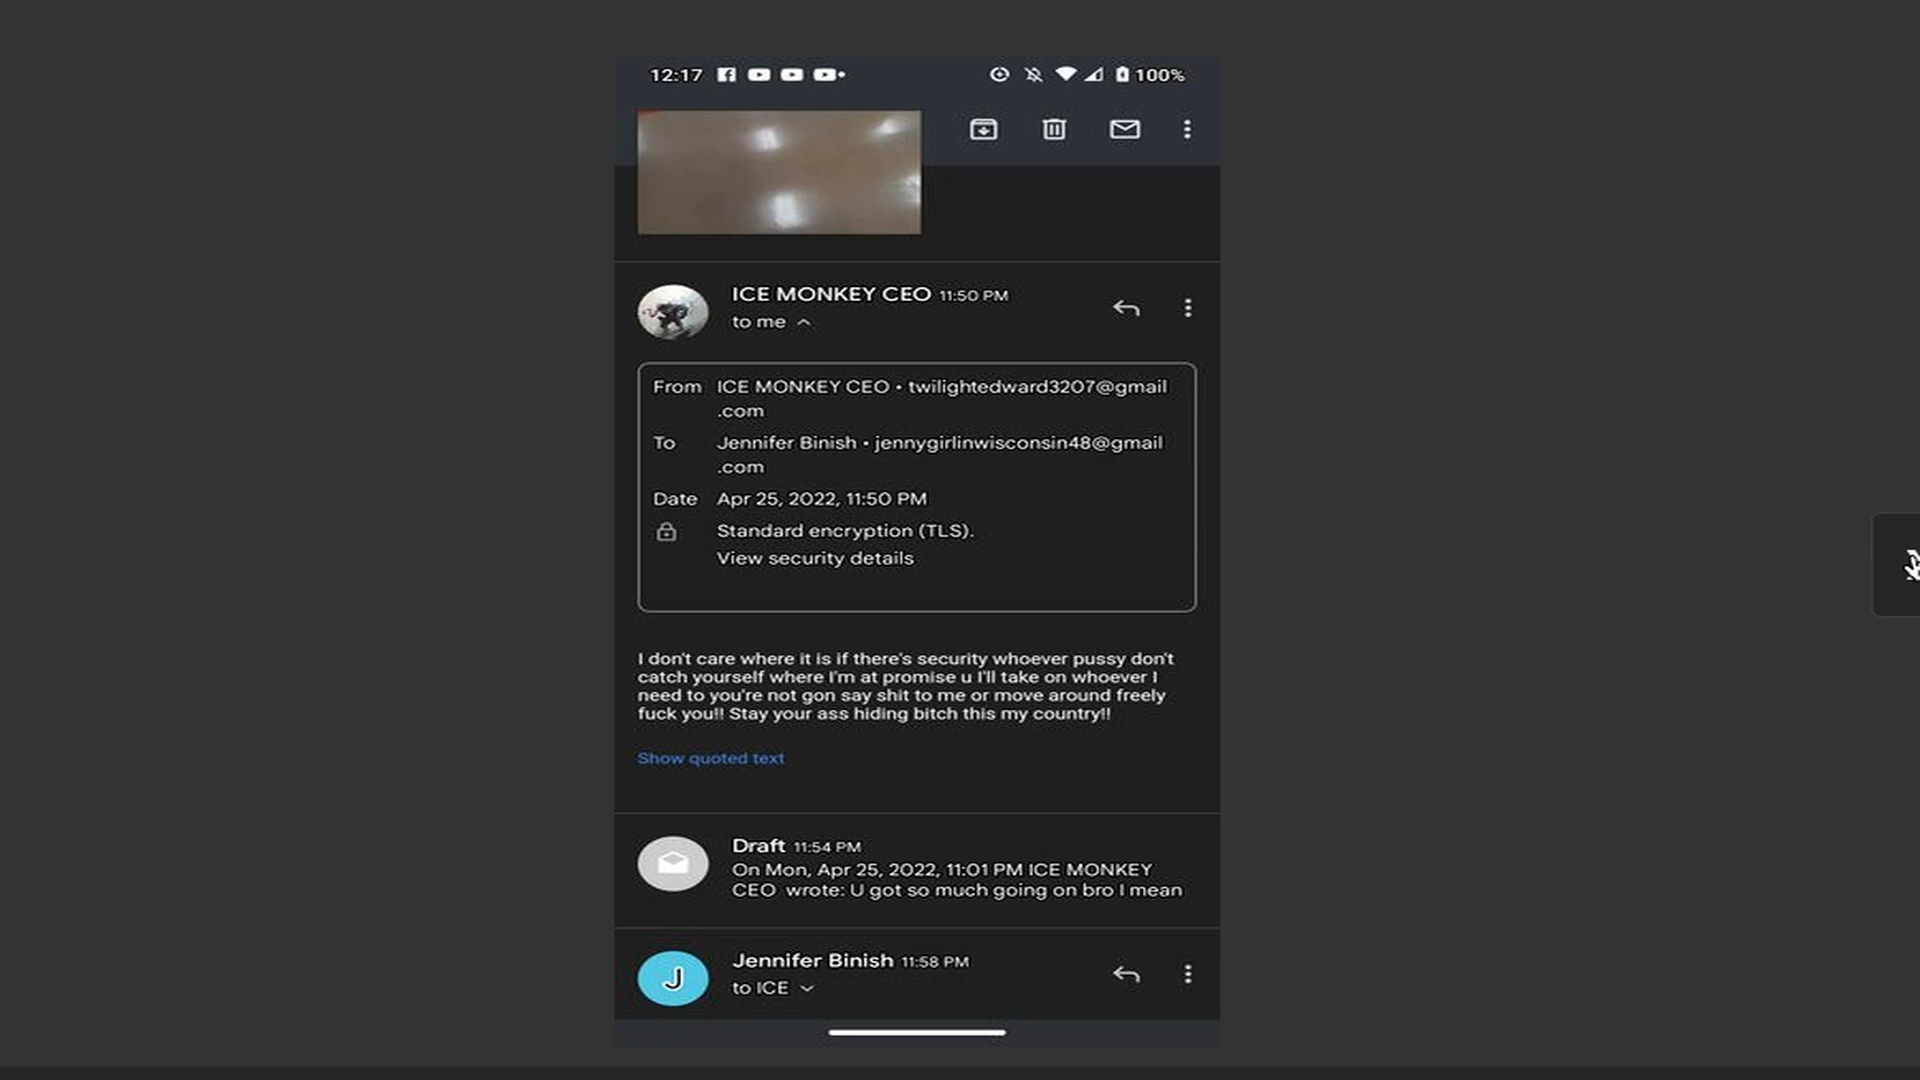 12:17 100%
ICE MONKEY CEO 11:50 PM
to me
From ICE MONKEY CEO • twilightedward3207@gmail
.com
To Jennifer Binish • jennygirlinwisconsin48@gmail
.com
Date Apr 25, 2022, 11:50 PM
Standard encryption (TLS).
View security details
I don't care where it is if there's security whoever pussy don't
catch yourself where I'm at promise u I'll take on whoever I
need to you're not gon say shit to me or move around freely
fuck you!! Stay your ass hiding bitch this my country!!
Show quoted text
Draft 11:54 PM
On Mon, Apr 25, 2022, 11:01 PM ICE MONKEY
CEO wrote: U got so much going on bro I mean
J
Jennifer Binish 11:58 PM
to ICE